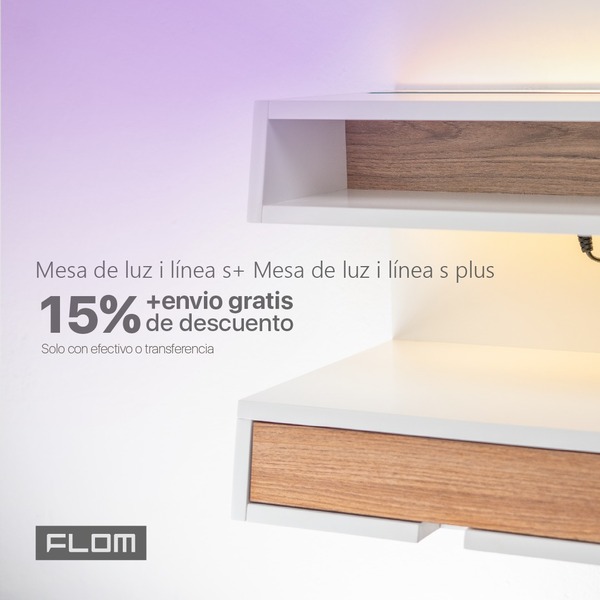 Mesa de luz i línea s+ Mesa de luz i línea s plus
15% +envio gratis
de descuento
Solo con efectivo o transferencia
FLOM